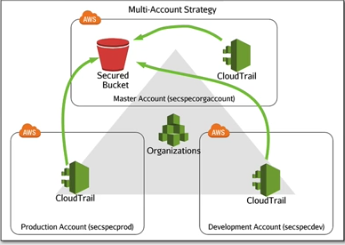 Multi-Account Strategy
AWS
Secured
Bucket
CloudTrail
Master Account (secspecorgaccount)
AWS
AWS
Organizations
CloudTrail
CloudTrail
Production Account (secspecprod)
Development Account (secspecdev)